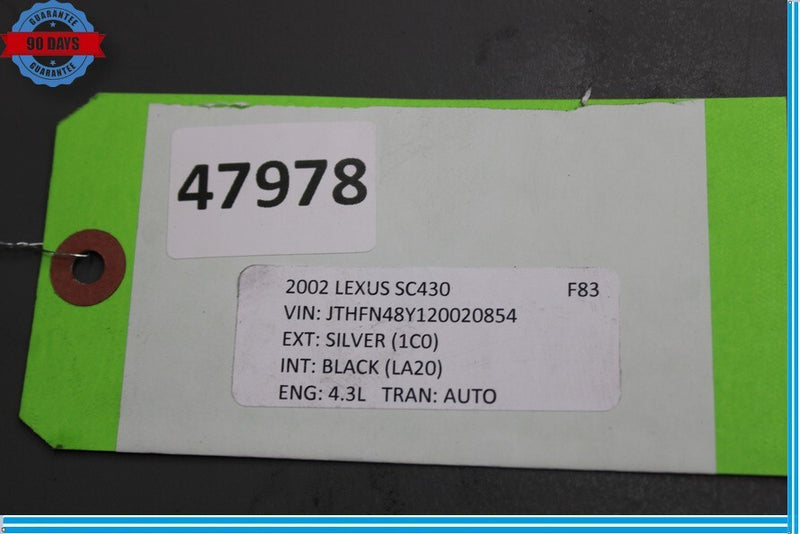 GUARANTEE
90 DAYS
GUARANTEE
47978
2002 LEXUS SC430 F83
VIN: JTHFN48Y120020854
EXT: SILVER (1C0)
INT: BLACK (LA20)
ENG: 4.3L TRAN: AUTO